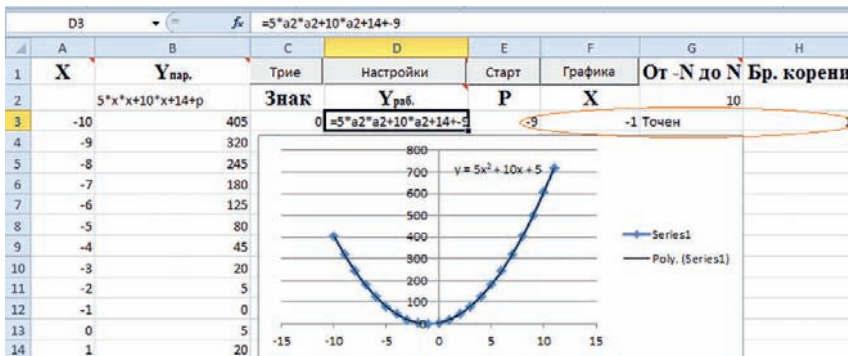 D3 fx =5*a2*a2+10*a2+14+-9
A B C D E F G H
1 X Yпар. Трие Настройки Старт Графика От -N до N Бр. корени
2 5*x*x+10*x+14+p Знак Yраб. P X 10
3 -10 405 0 =5*a2*a2+10*a2+14+-9 -9 -1 Точен
4 -9 320
5 -8 245
6 -7 180
7 -6 125
8 -5 80
9 -4 45
10 -3 20
11 -2 5
12 -1 0
13 0 5
14 1 20
800
700
600
500
400
300
200
100
0
y = 5x² + 10x + 5
Series1
Poly. (Series1)
-15 -10 -5 0 5 10 15